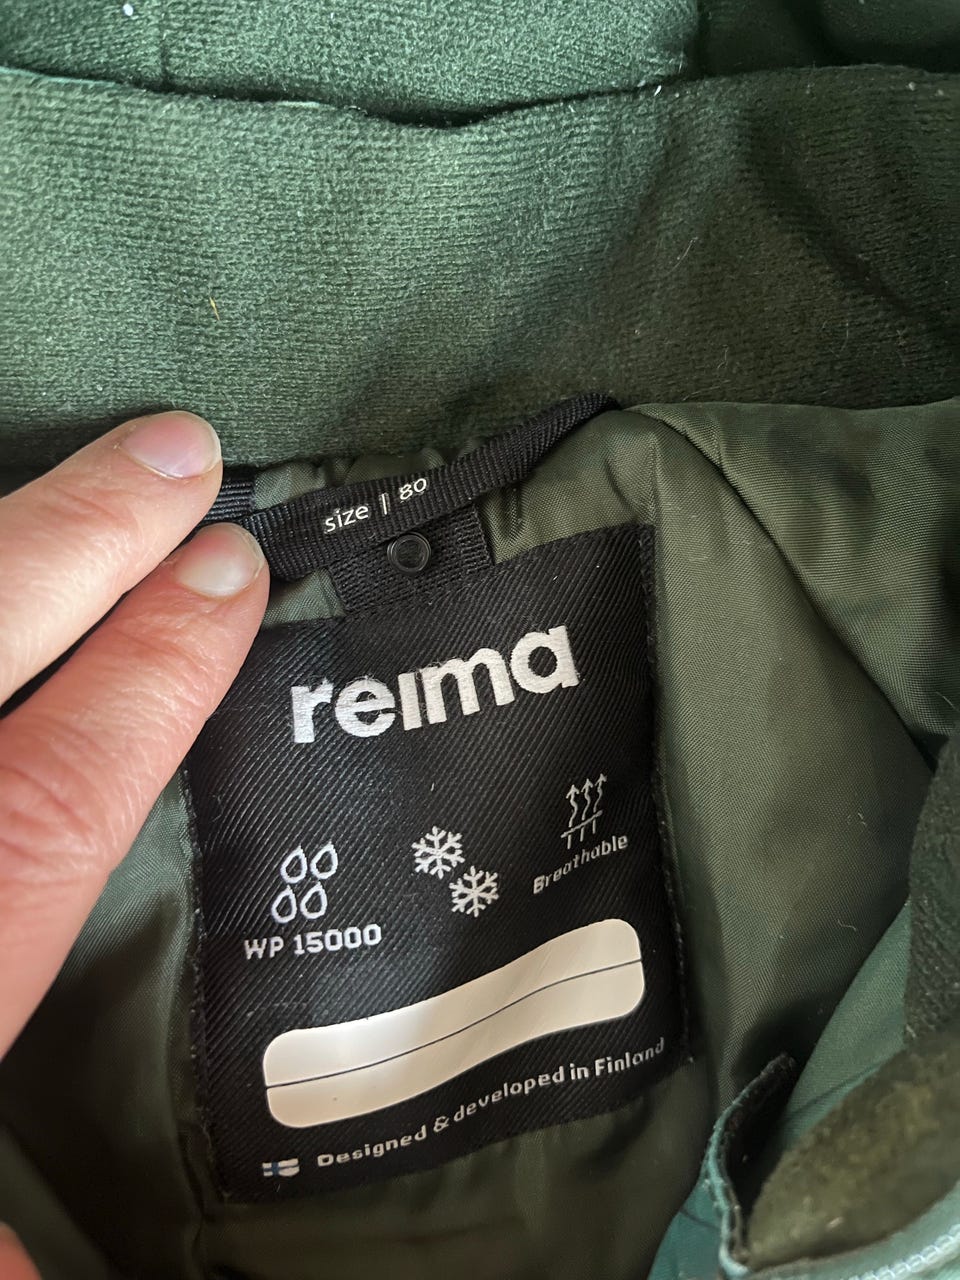 size | 80
reima
Breathable
WP 15000
Designed & developed in Finland